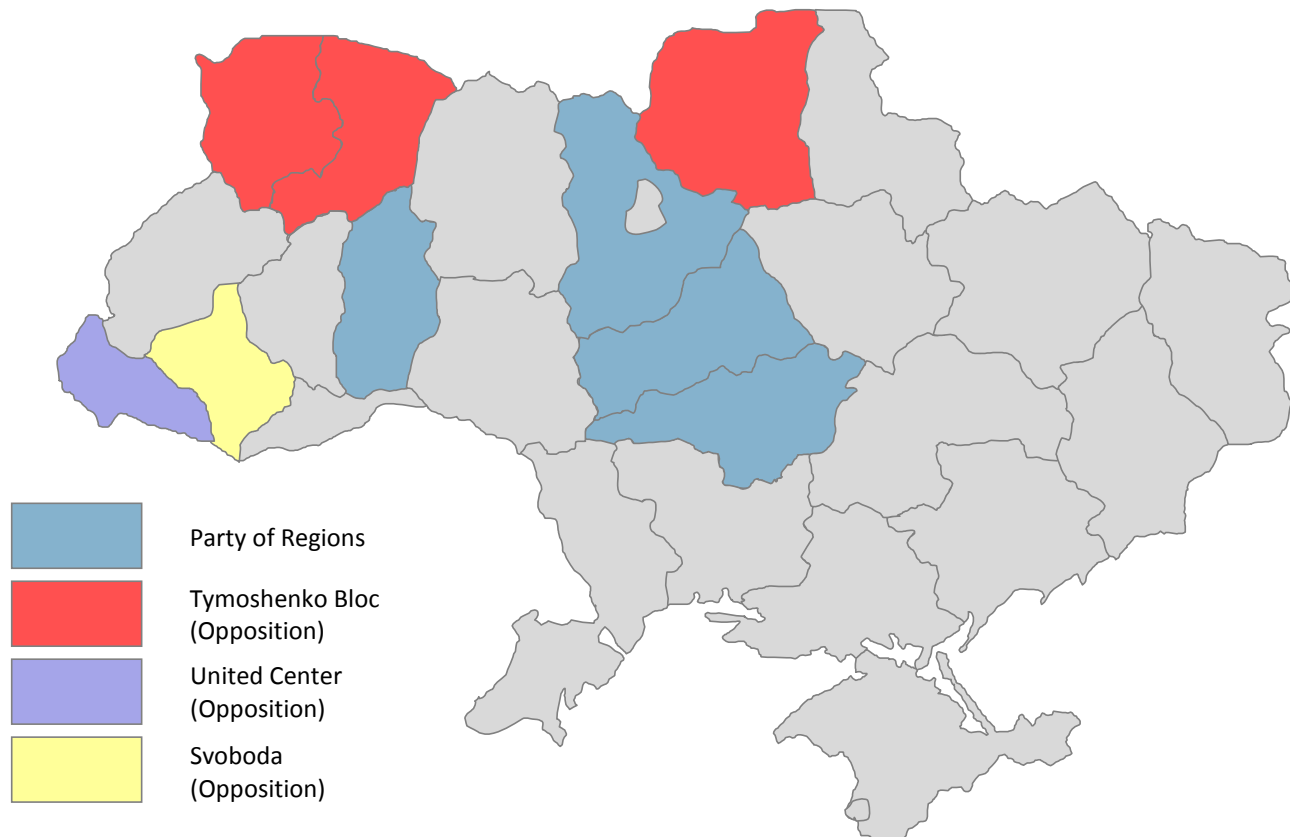 Party of Regions
Tymoshenko Bloc
(Opposition)
United Center
(Opposition)
Svoboda
(Opposition)